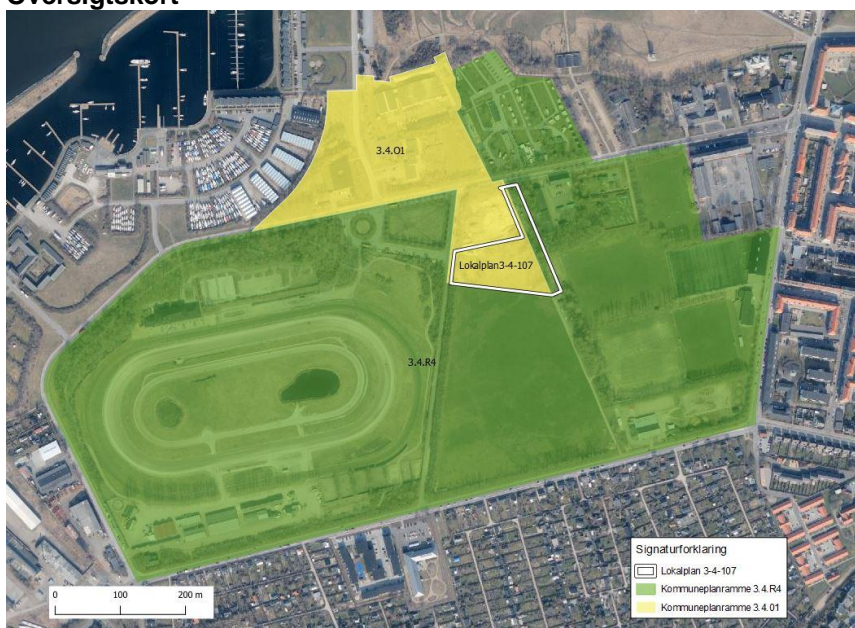 Oversigtskort
3.4.O1
Lokalplan3-4-107
3.4.R4
Signaturforklaring
Lokalplan 3-4-107
Kommuneplanramme 3.4.R4
Kommuneplanramme 3.4.01
0 100 200 m